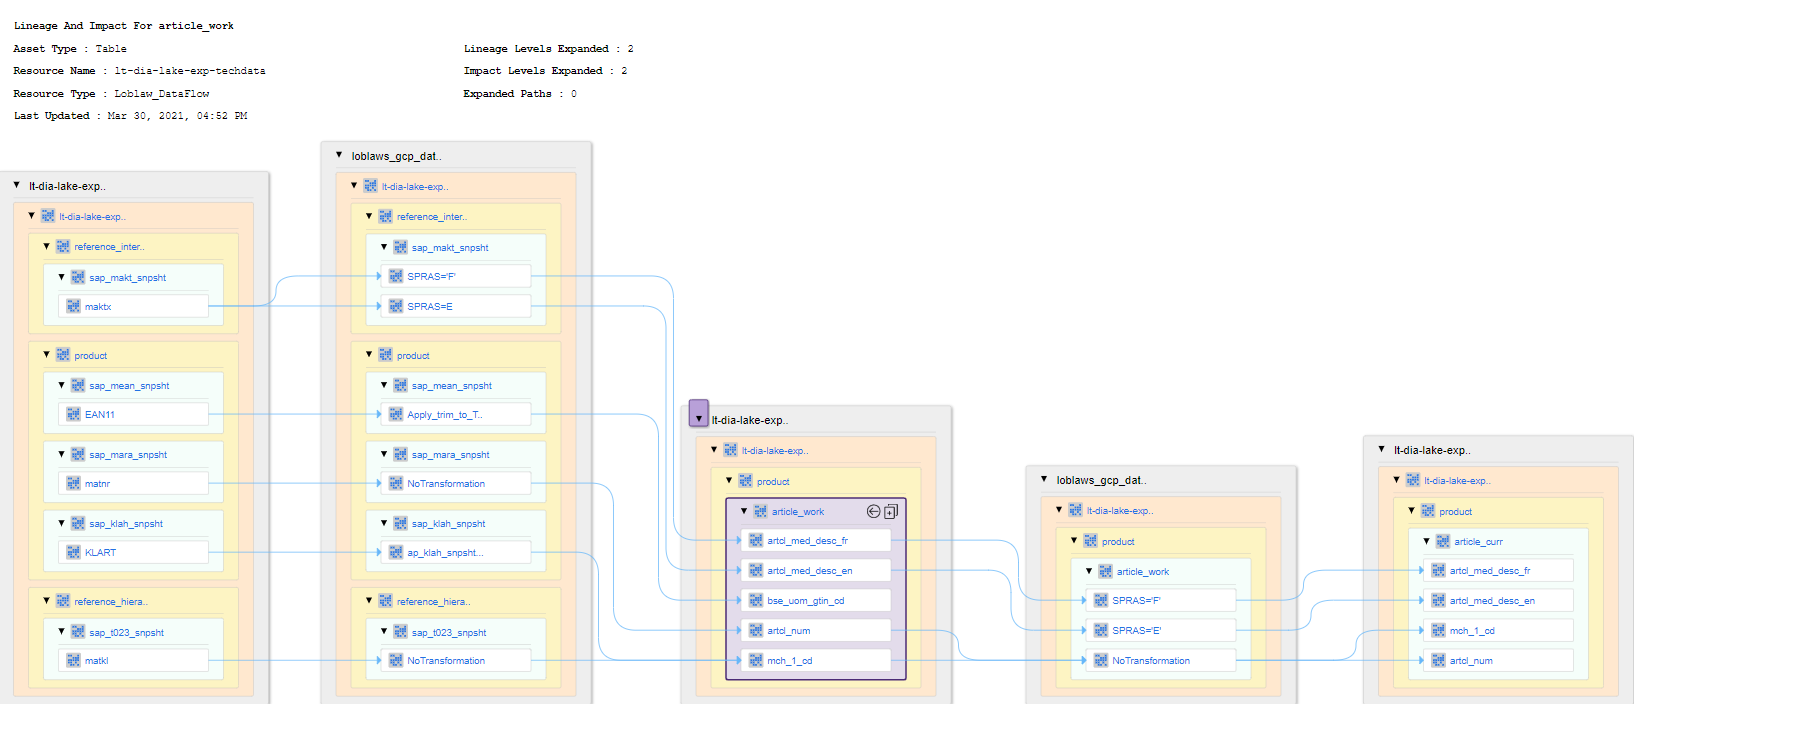 Lineage And Impact For article_work
Asset Type : Table
Resource Name : lt-dia-lake-exp-techdata
Resource Type : Loblaw_DataFlow
Last Updated : Mar 30, 2021, 04:52 PM
Lineage Levels Expanded : 2
Impact Levels Expanded : 2
Expanded Paths : 0
lt-dia-lake-exp..
lt-dia-lake-exp..
reference_inter..
sap_makt_snpsht
maktx
product
sap_mean_snpsht
EAN11
sap_mara_snpsht
matnr
sap_klah_snpsht
KLART
reference_hiera..
sap_t023_snpsht
matkl
loblaws_gcp_dat..
lt-dia-lake-exp..
reference_inter..
sap_makt_snpsht
SPRAS='F'
SPRAS=E
product
sap_mean_snpsht
Apply_trim_to_T..
sap_mara_snpsht
NoTransformation
sap_klah_snpsht
ap_klah_snpsht...
reference_hiera..
sap_t023_snpsht
NoTransformation
lt-dia-lake-exp..
lt-dia-lake-exp..
product
article_work
artcl_med_desc_fr
artcl_med_desc_en
bse_uom_gtin_cd
artcl_num
mch_1_cd
loblaws_gcp_dat..
lt-dia-lake-exp..
product
article_work
SPRAS='F'
SPRAS='E'
NoTransformation
lt-dia-lake-exp..
lt-dia-lake-exp..
product
article_curr
artcl_med_desc_fr
artcl_med_desc_en
mch_1_cd
artcl_num